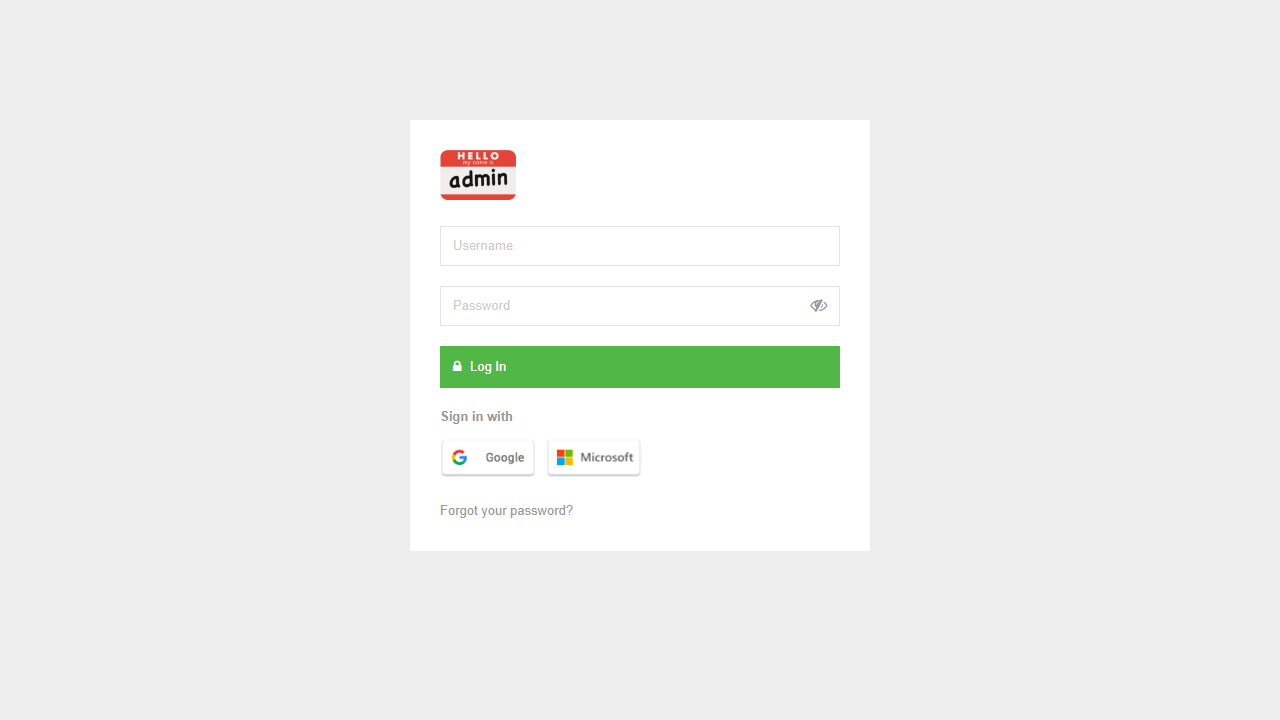 HELLO
my name is
admin
Username
Password
Log In
Sign in with
Google
Microsoft
Forgot your password?